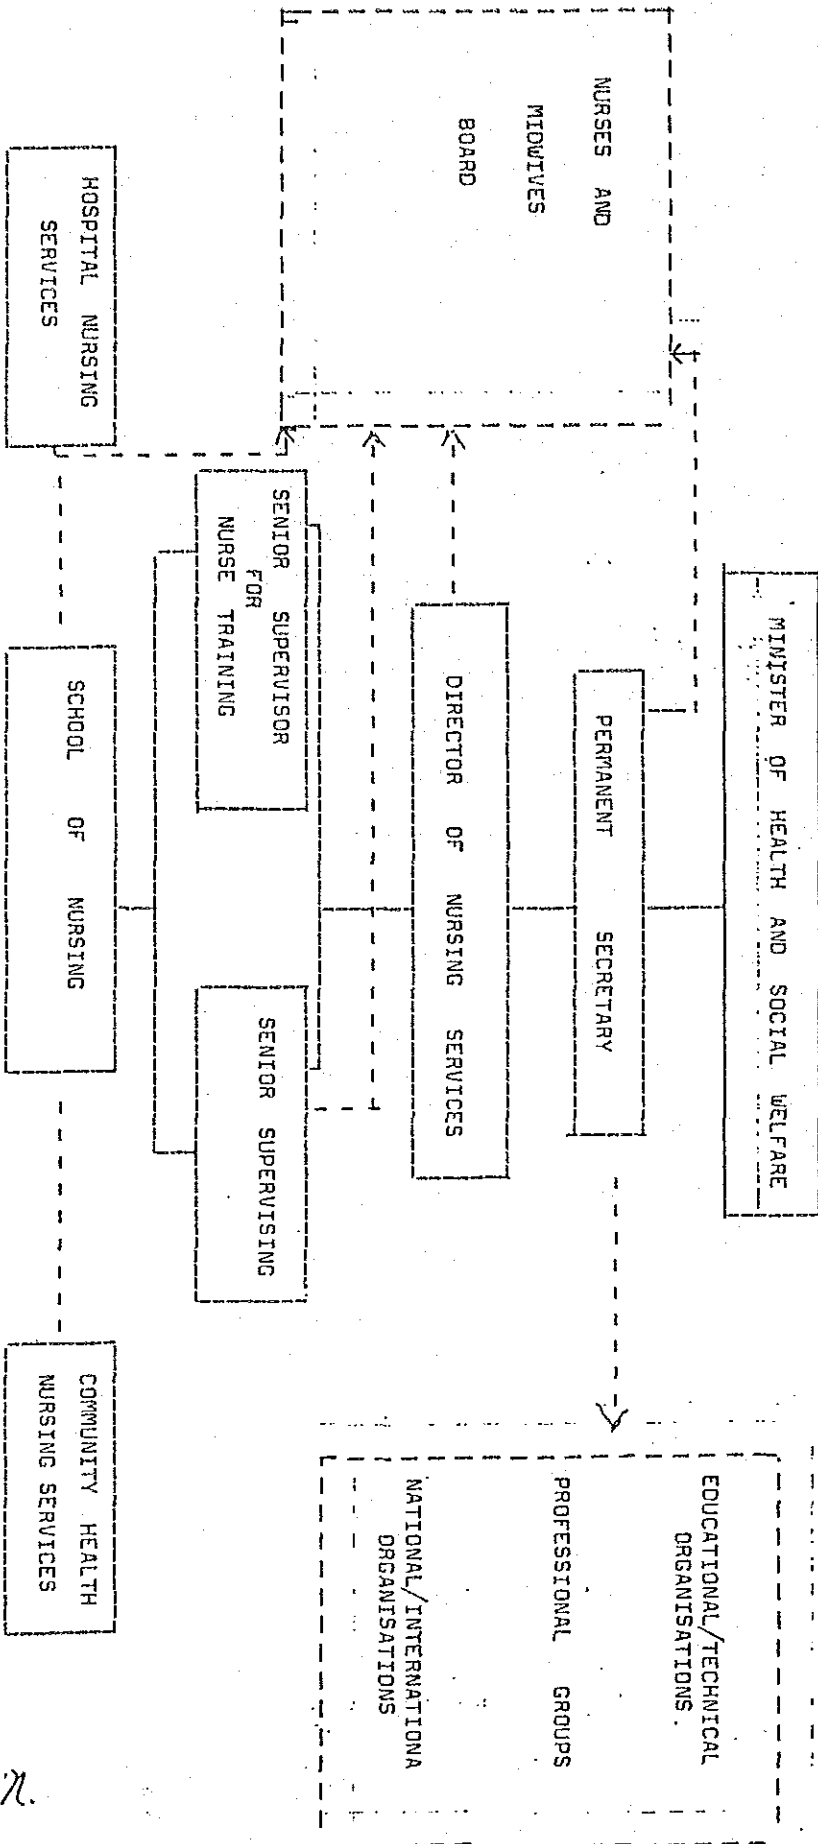 MINISTER OF HEALTH AND SOCIAL WELFARE
PERMANENT SECRETARY
DIRECTOR OF NURSING SERVICES
NURSES AND
MIDWIVES
BOARD
EDUCATIONAL/TECHNICAL
ORGANISATIONS.
PROFESSIONAL GROUPS
NATIONAL/INTERNATIONA
ORGANISATIONS
SENIOR SUPERVISOR
FOR
NURSE TRAINING
SENIOR SUPERVISING
HOSPITAL NURSING
SERVICES
SCHOOL OF NURSING
COMMUNITY HEALTH
NURSING SERVICES